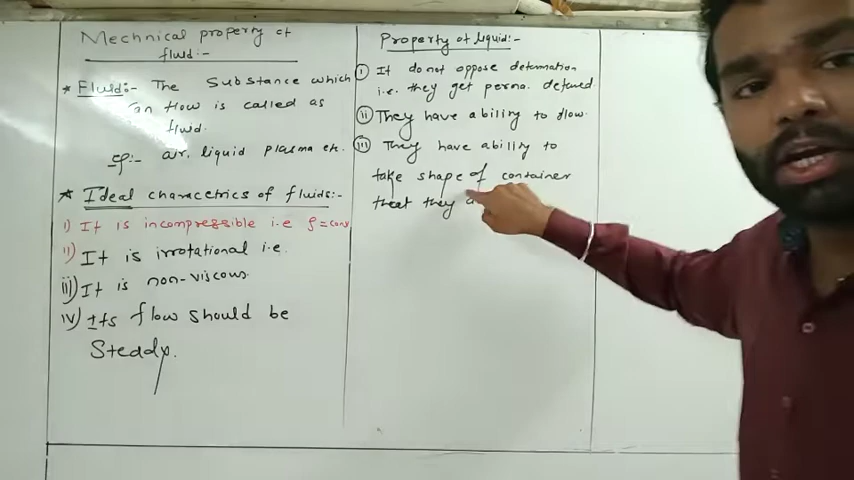 Mechnical property of
fluid:-
* Fluid:- The Substance which
can flow is called as
fluid.
eg:- air, liquid plasma etc.
* Ideal charactrics of fluids:-
i) It is incompressible i.e ρ=cons
ii) It is irrotational i.e.
iii) It is non-viscous.
iv) Its flow should be
Steady.
Property of liquid:-
i) It do not oppose deformation
i.e. they get perma. defumed.
ii) They have ability to flow.
iii) They have ability to
take shape of container
that they